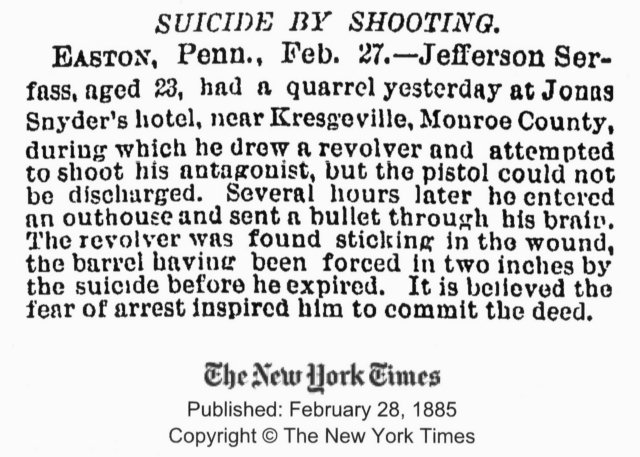 SUICIDE BY SHOOTING.
EASTON, Penn., Feb. 27.—Jefferson Ser-
fass, aged 23, had a quarrel yesterday at Jonas
Snyder's hotel, near Kresgeville, Monroe County,
during which he drew a revolver and attempted
to shoot his antagonist, but the pistol could not
be discharged. Several hours later he entered
an outhouse and sent a bullet through his brain.
The revolver was found sticking in the wound,
the barrel having been forced in two inches by
the suicide before he expired. It is believed the
fear of arrest inspired him to commit the deed.
The New York Times
Published: February 28, 1885
Copyright © The New York Times